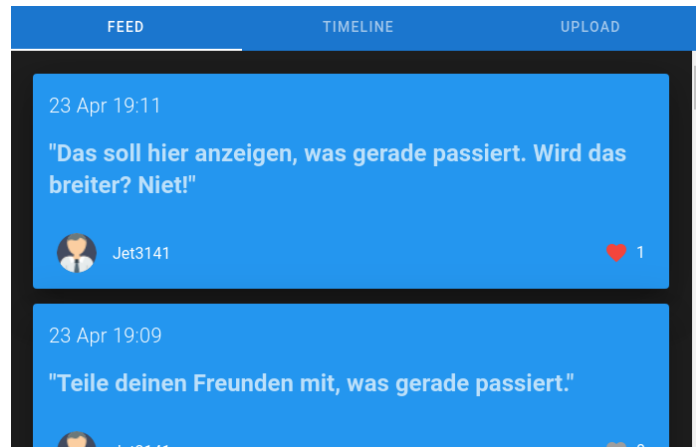 FEED TIMELINE UPLOAD
23 Apr 19:11
"Das soll hier anzeigen, was gerade passiert. Wird das
breiter? Niet!"
Jet3141 1
23 Apr 19:09
"Teile deinen Freunden mit, was gerade passiert."